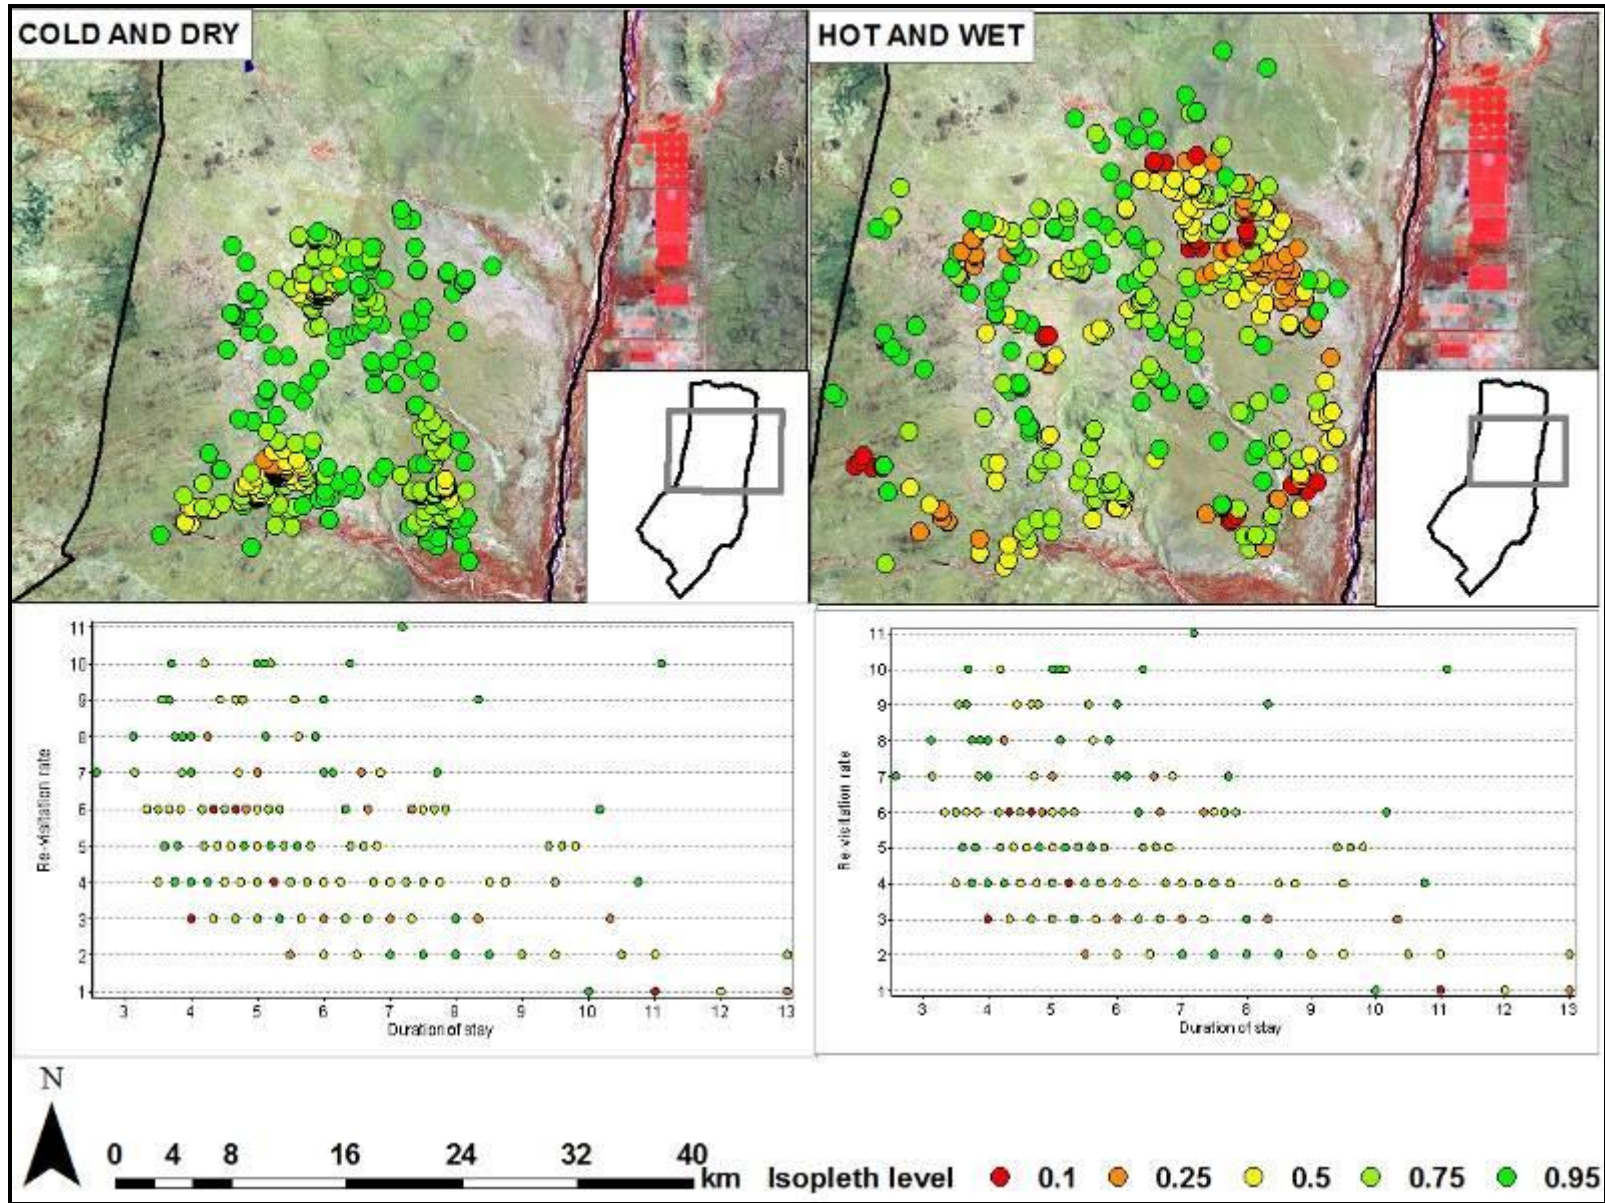 COLD AND DRY
HOT AND WET
11
10
9
8
7
6
5
4
3
2
1
Re-visitation rate
3 4 5 6 7 8 9 10 11 12 13
Duration of stay
11
10
9
8
7
6
5
4
3
2
1
Re-visitation rate
3 4 5 6 7 8 9 10 11 12 13
Duration of stay
N
0 4 8 16 24 32 40 km
Isopleth level 0.1 0.25 0.5 0.75 0.95